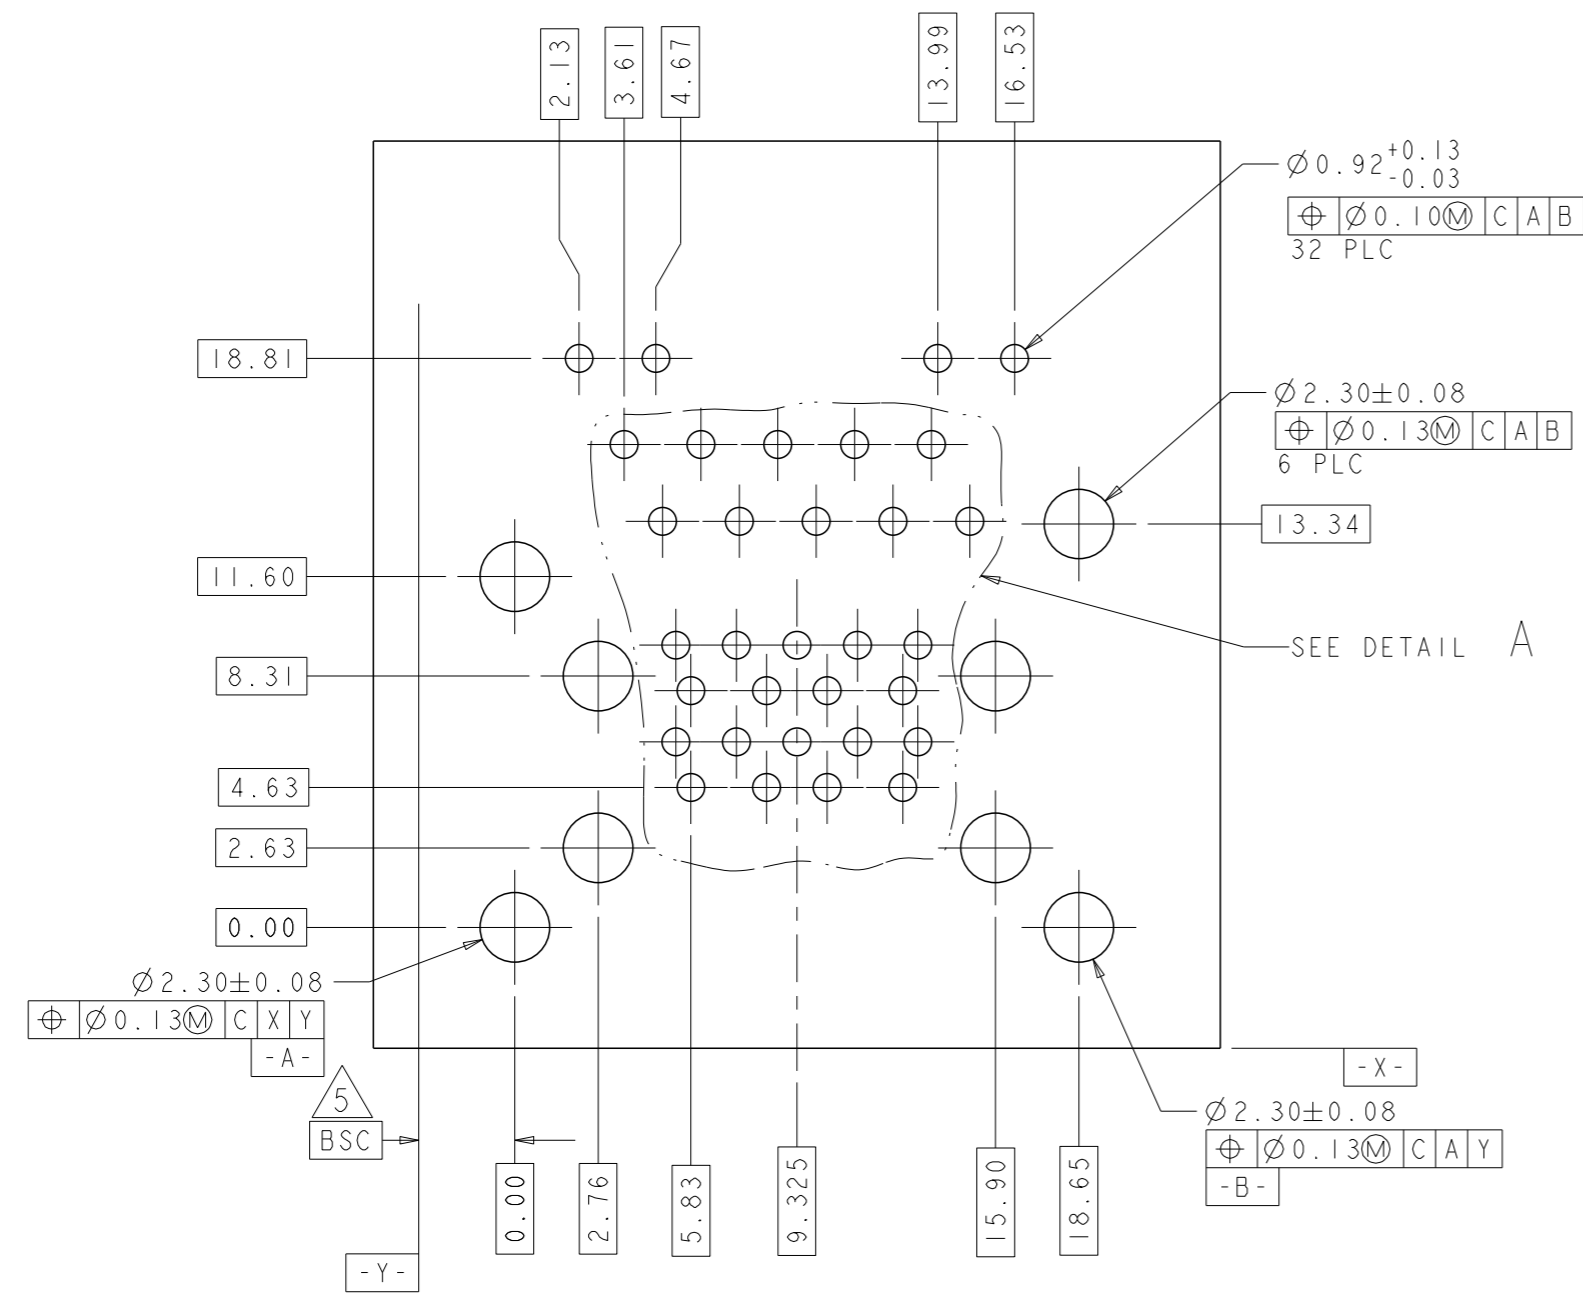 2.13
3.61
4.67
13.99
16.53
Ø0.92 +0.13
-0.03
⌖ Ø0.10Ⓜ C A B
32 PLC
18.81
Ø2.30±0.08
⌖ Ø0.13Ⓜ C A B
6 PLC
13.34
11.60
SEE DETAIL A
8.31
4.63
2.63
0.00
Ø2.30±0.08
⌖ Ø0.13Ⓜ C X Y
-A-
-X-
5
BSC
Ø2.30±0.08
⌖ Ø0.13Ⓜ C A Y
-B-
0.00
2.76
5.83
9.325
15.90
18.65
-Y-